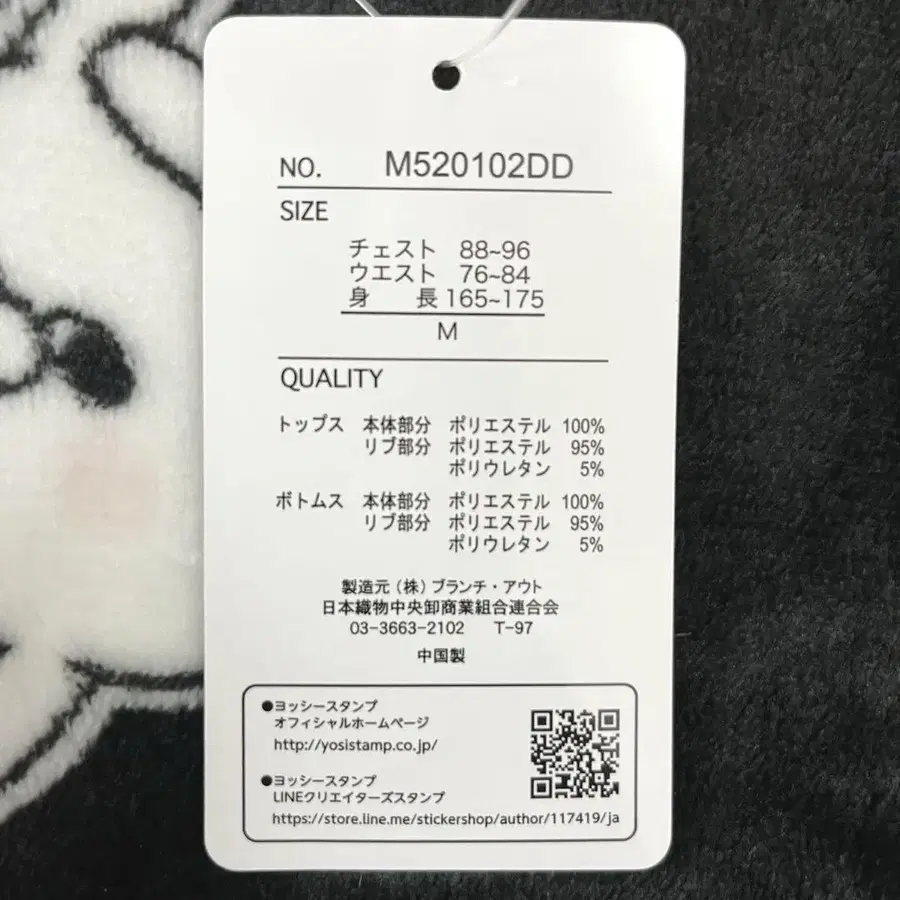 NO. M520102DD
SIZE
チェスト 88~96
ウエスト 76~84
身 長 165~175
M
QUALITY
トップス 本体部分 ポリエステル 100%
リブ部分 ポリエステル 95%
ポリウレタン 5%
ボトムス 本体部分 ポリエステル 100%
リブ部分 ポリエステル 95%
ポリウレタン 5%
製造元 (株) ブランチ・アウト
日本織物中央卸商業組合連合会
03-3663-2102 T-97
中国製
●ヨッシースタンプ
オフィシャルホームページ
http://yosistamp.co.jp/
●ヨッシースタンプ
LINEクリエイターズスタンプ
https://store.line.me/stickershop/author/117419/ja